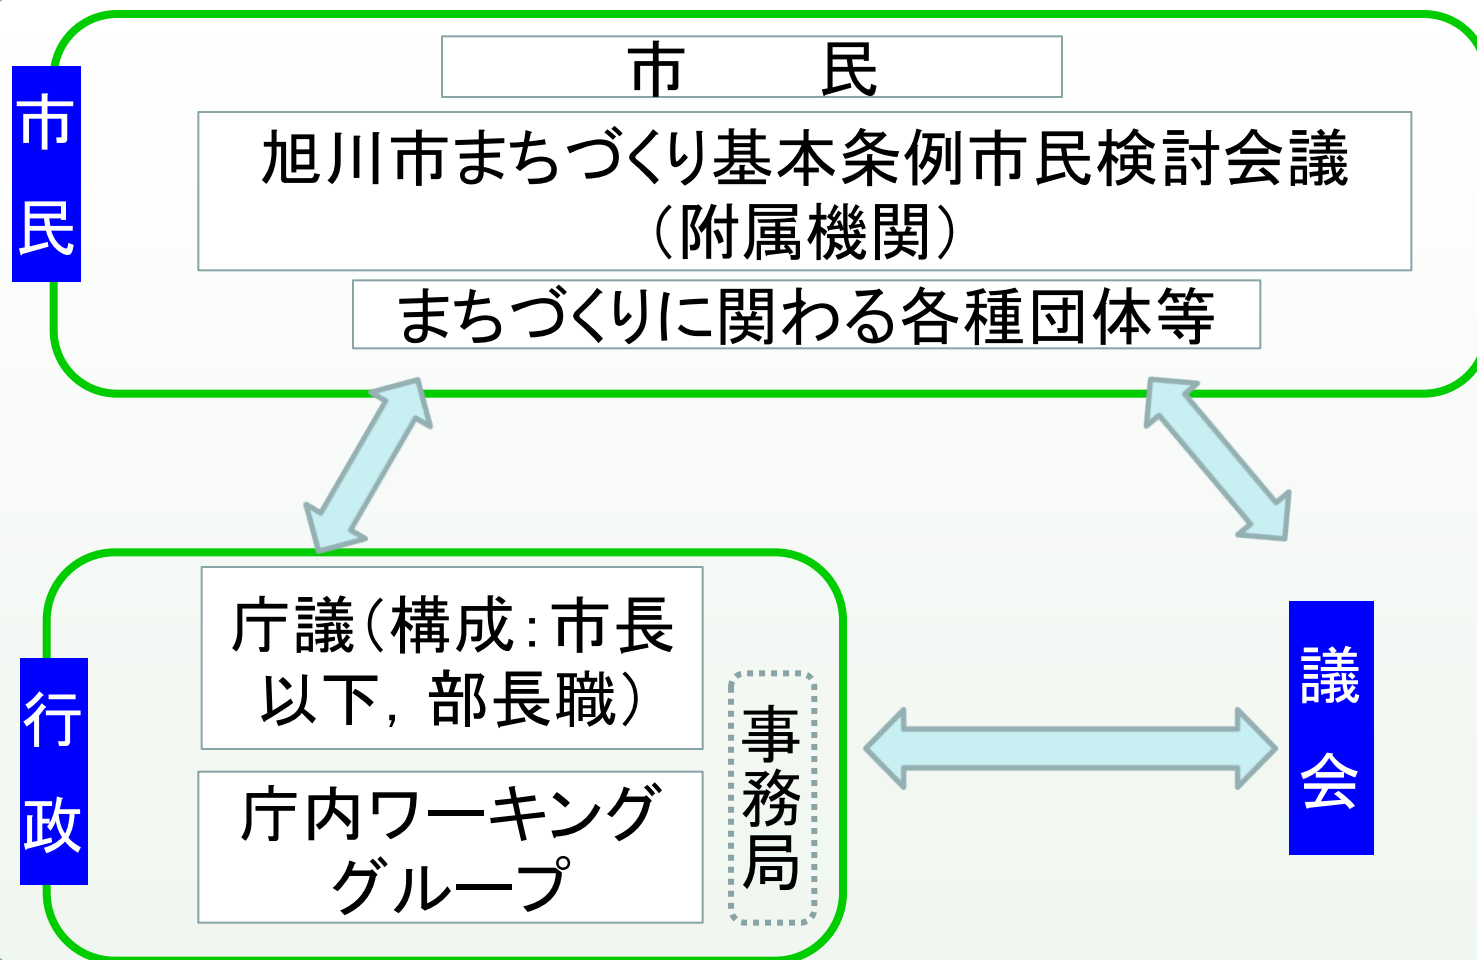 市民
市　　民
旭川市まちづくり基本条例市民検討会議
（附属機関）
まちづくりに関わる各種団体等
行政
庁議（構成：市長
以下，部長職）
庁内ワーキング
グループ
事務局
議会